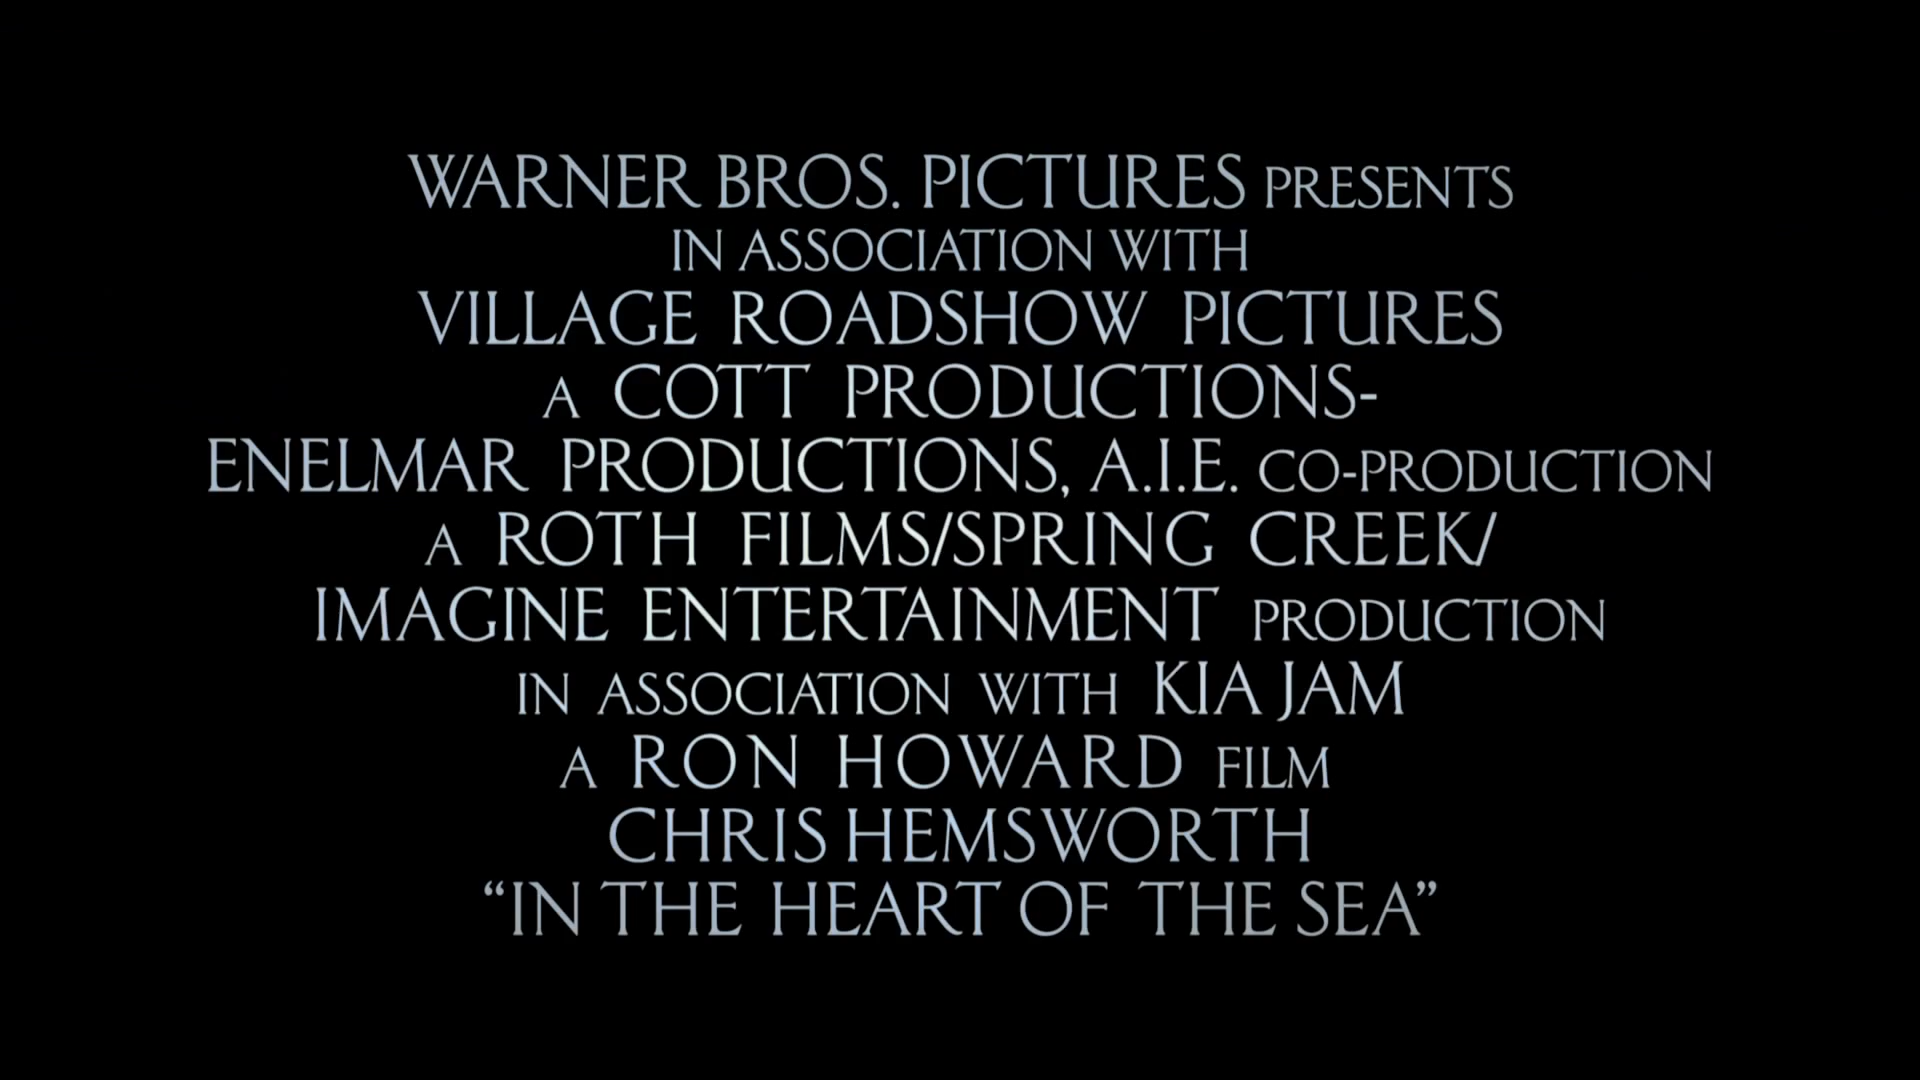 WARNER BROS. PICTURES PRESENTS
IN ASSOCIATION WITH
VILLAGE ROADSHOW PICTURES
A COTT PRODUCTIONS-
ENELMAR PRODUCTIONS, A.I.E. CO-PRODUCTION
A ROTH FILMS/SPRING CREEK/
IMAGINE ENTERTAINMENT PRODUCTION
IN ASSOCIATION WITH KIA JAM
A RON HOWARD FILM
CHRIS HEMSWORTH
“IN THE HEART OF THE SEA”